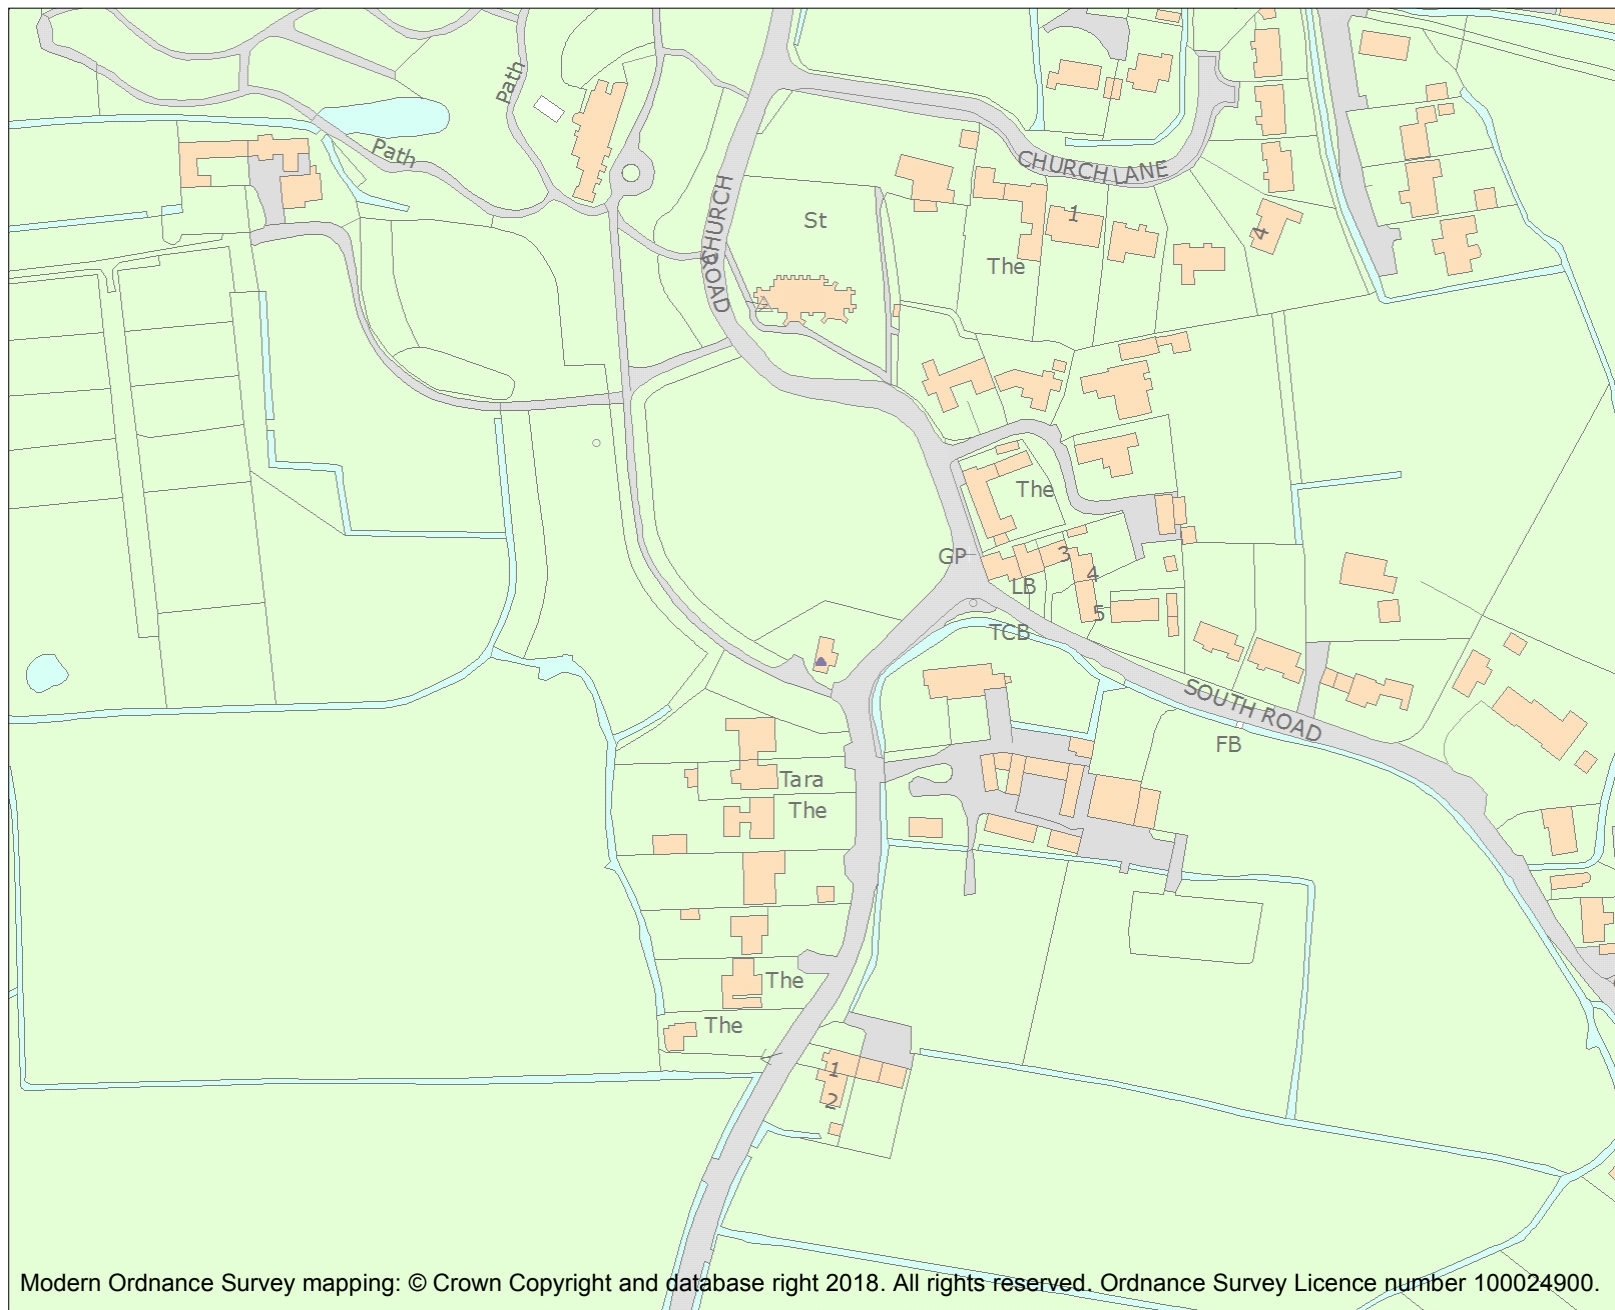 Path
Path
CHURCH LANE
CHURCH
ROAD
St
1
4
The
The
GP
3
4
LB
5
TCB
SOUTH ROAD
FB
Tara
The
The
The
1
2
Modern Ordnance Survey mapping: © Crown Copyright and database right 2018. All rights reserved. Ordnance Survey Licence number 100024900.